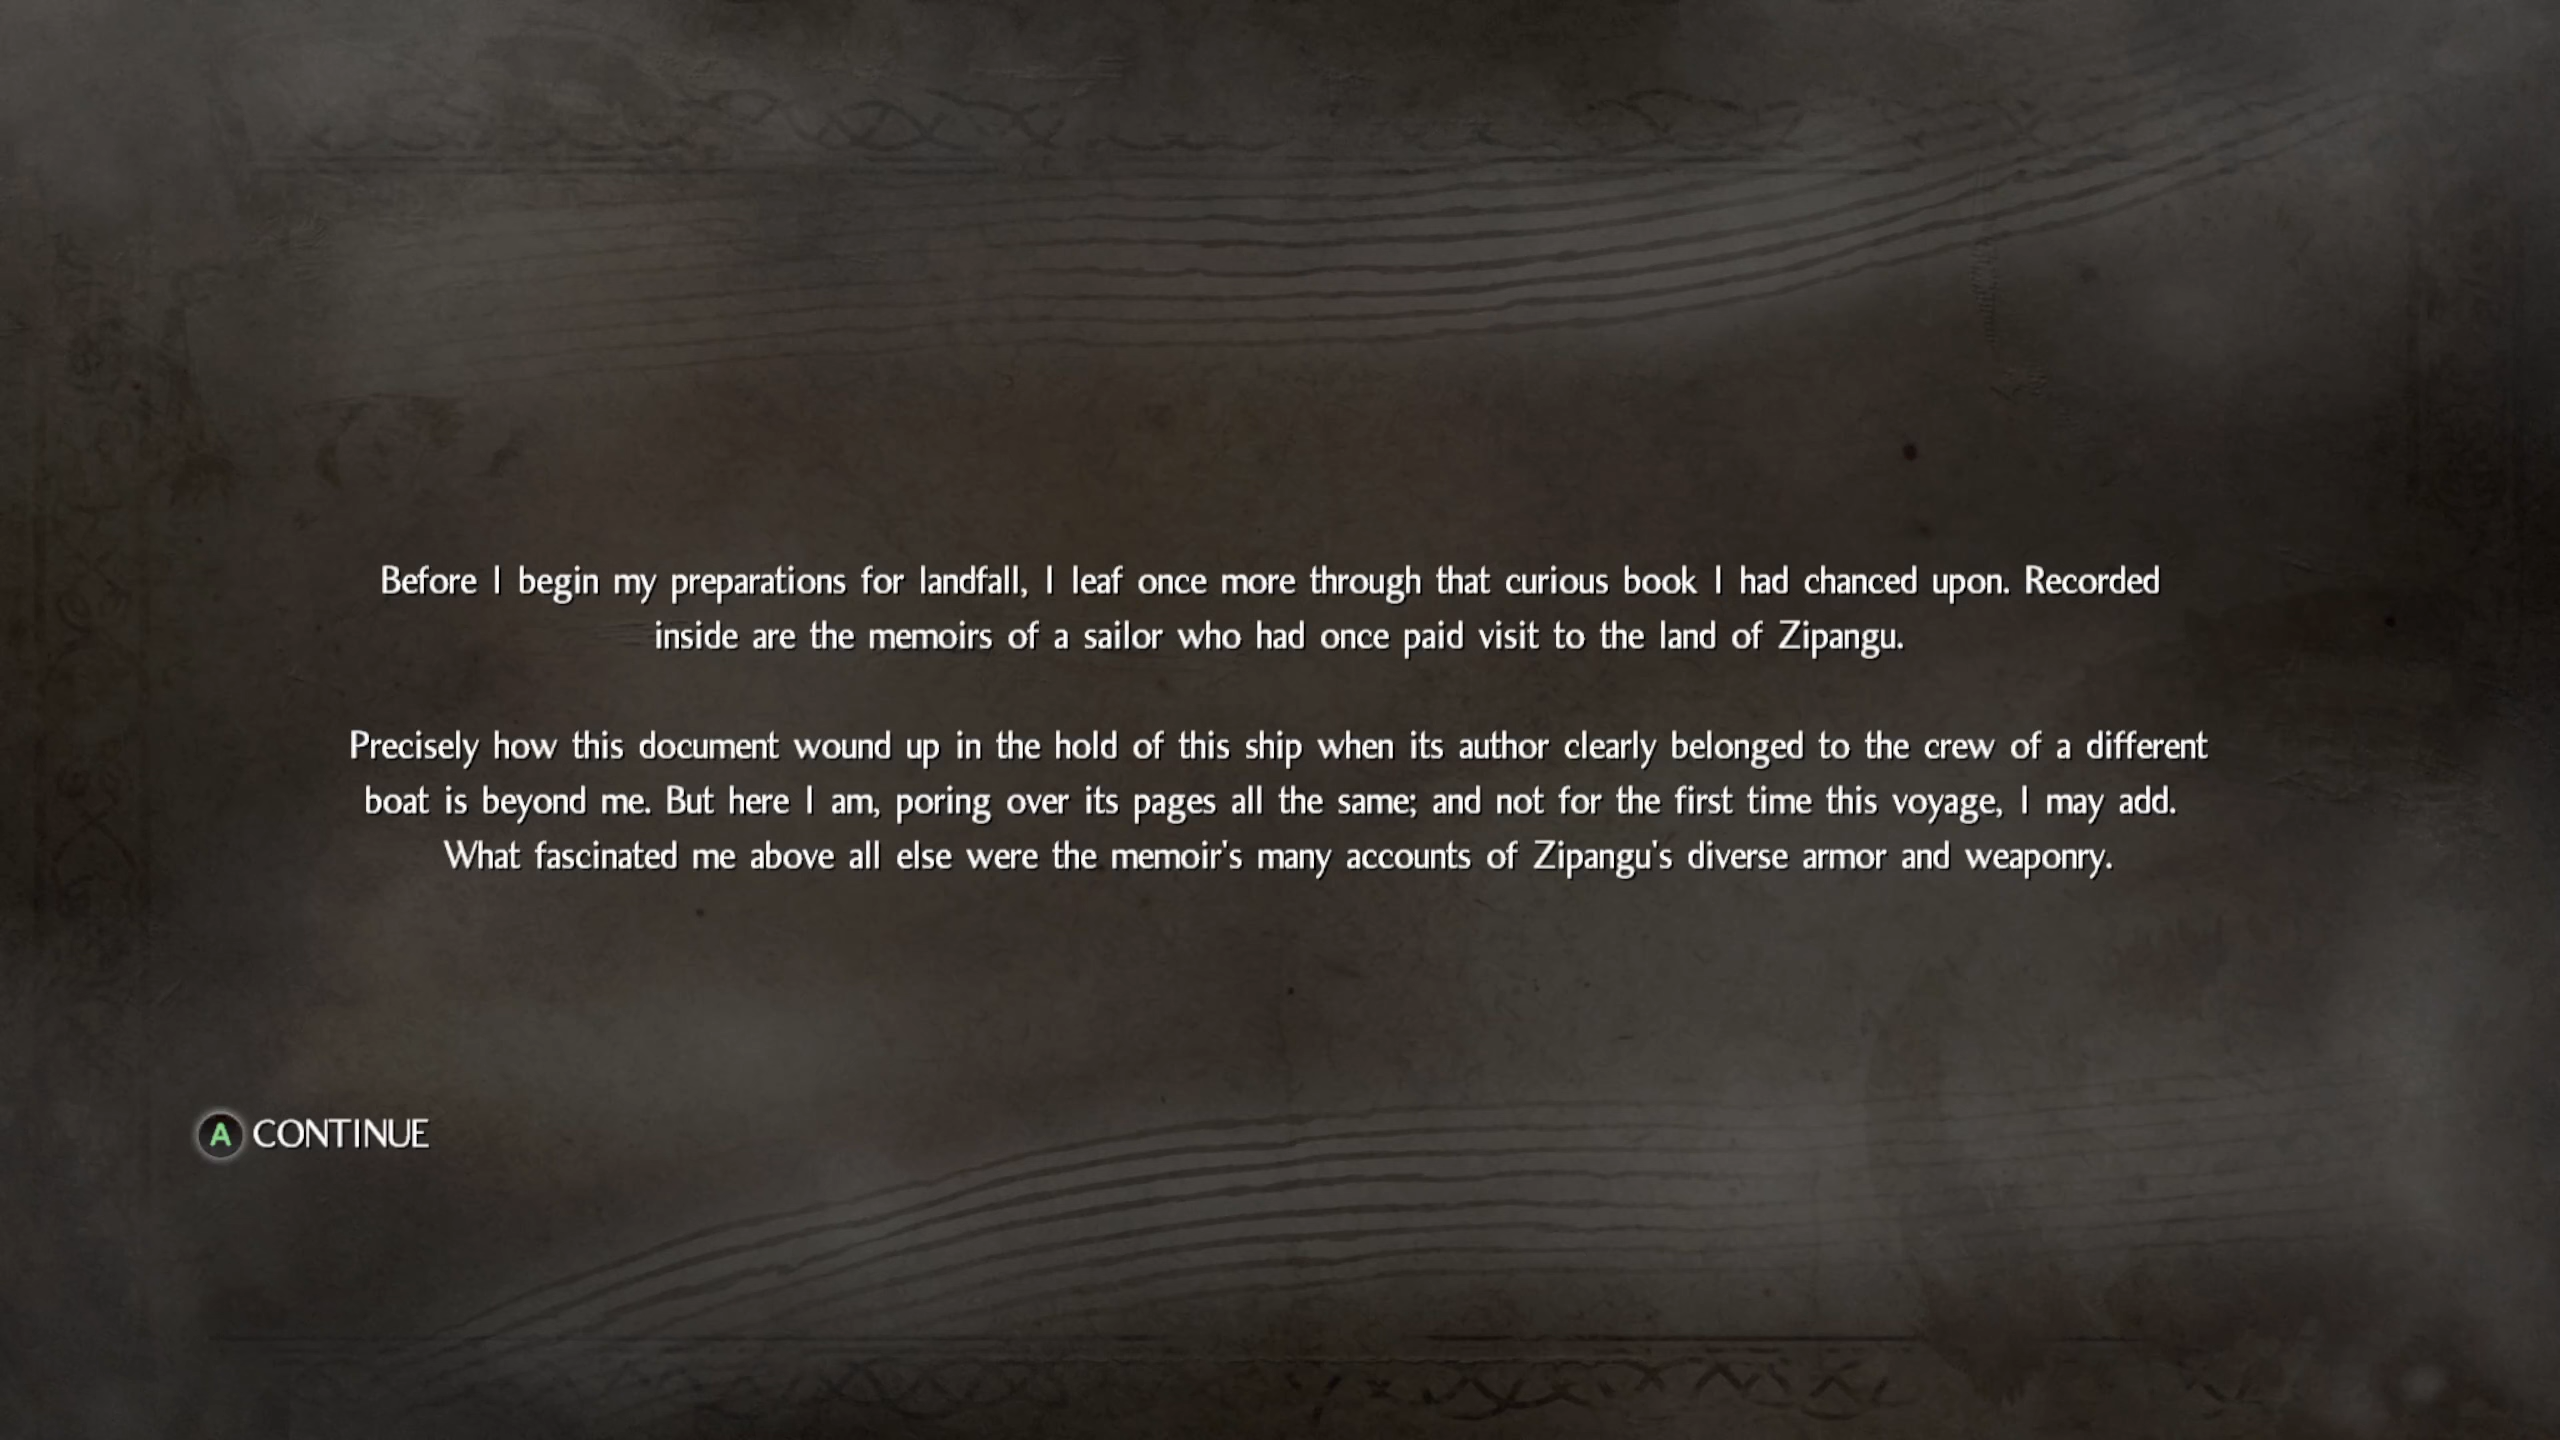 Before I begin my preparations for landfall, I leaf once more through that curious book I had chanced upon. Recorded
inside are the memoirs of a sailor who had once paid visit to the land of Zipangu.
Precisely how this document wound up in the hold of this ship when its author clearly belonged to the crew of a different
boat is beyond me. But here I am, poring over its pages all the same; and not for the first time this voyage, I may add.
What fascinated me above all else were the memoir's many accounts of Zipangu's diverse armor and weaponry.
A CONTINUE